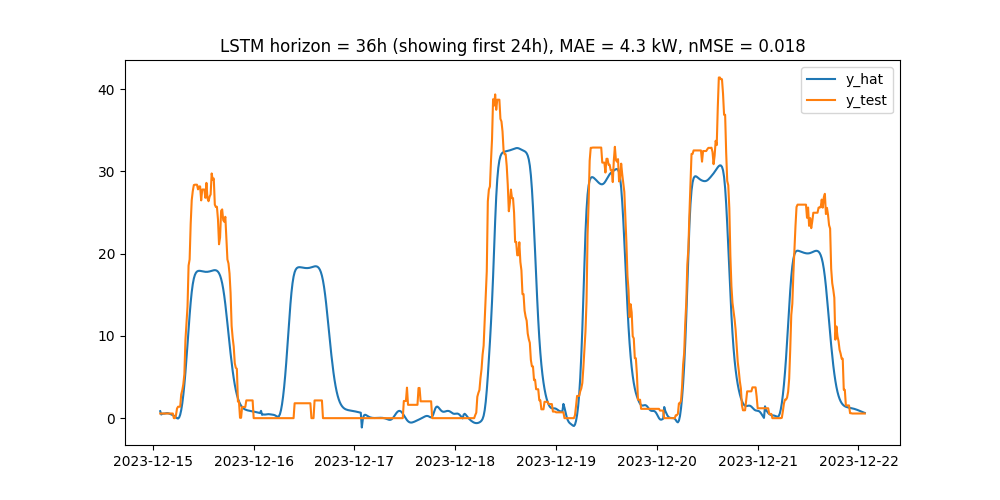 LSTM horizon = 36h (showing first 24h), MAE = 4.3 kW, nMSE = 0.018
y_hat
y_test
40
30
20
10
0
2023-12-15 2023-12-16 2023-12-17 2023-12-18 2023-12-19 2023-12-20 2023-12-21 2023-12-22